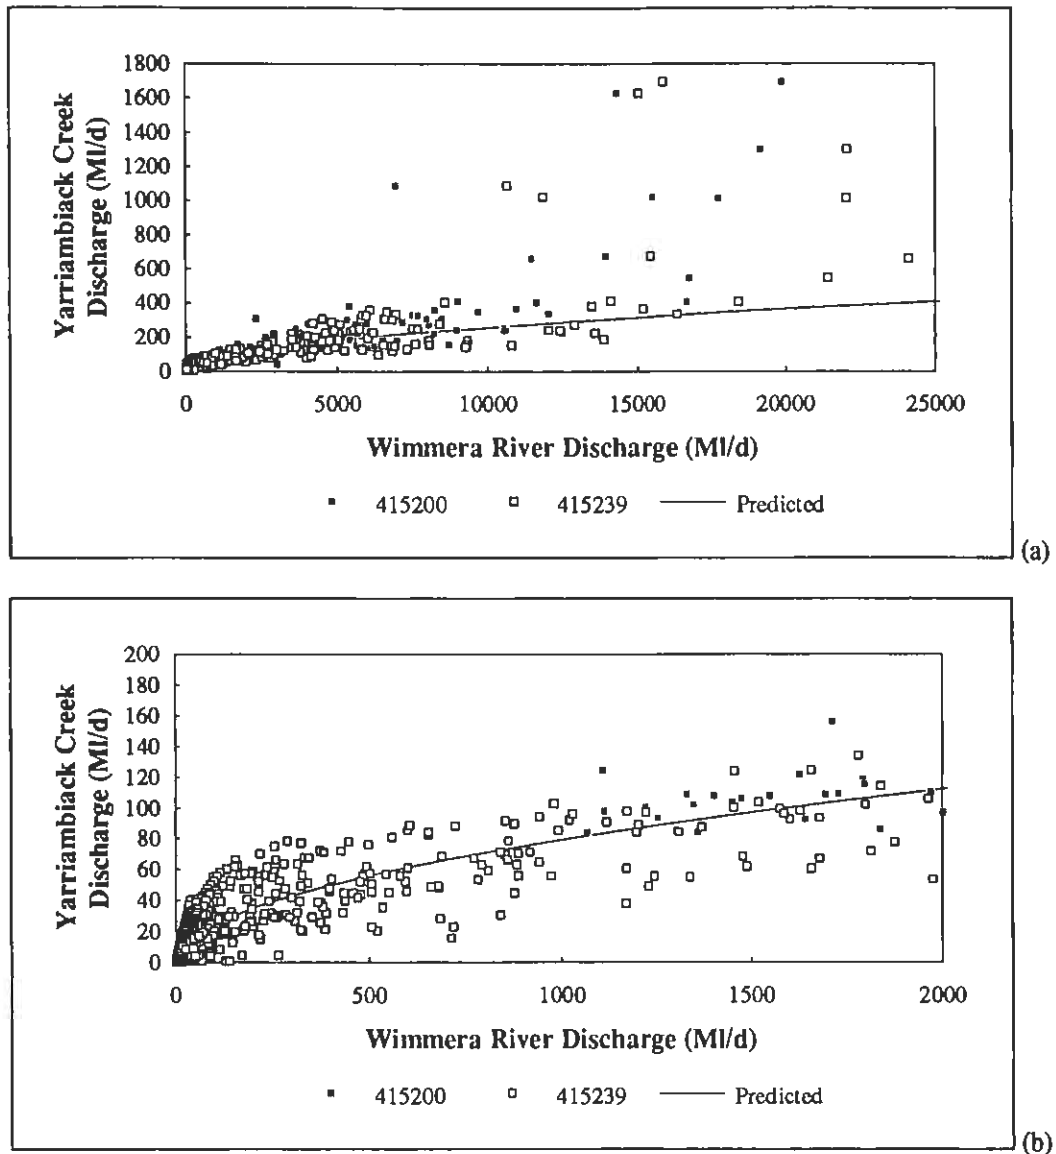 Yarriambiack Creek
Discharge (Ml/d)
1800
1600
1400
1200
1000
800
600
400
200
0
0 5000 10000 15000 20000 25000
Wimmera River Discharge (Ml/d)
415200 415239 Predicted
(a)
Yarriambiack Creek
Discharge (Ml/d)
200
180
160
140
120
100
80
60
40
20
0
0 500 1000 1500 2000
Wimmera River Discharge (Ml/d)
415200 415239 Predicted
(b)